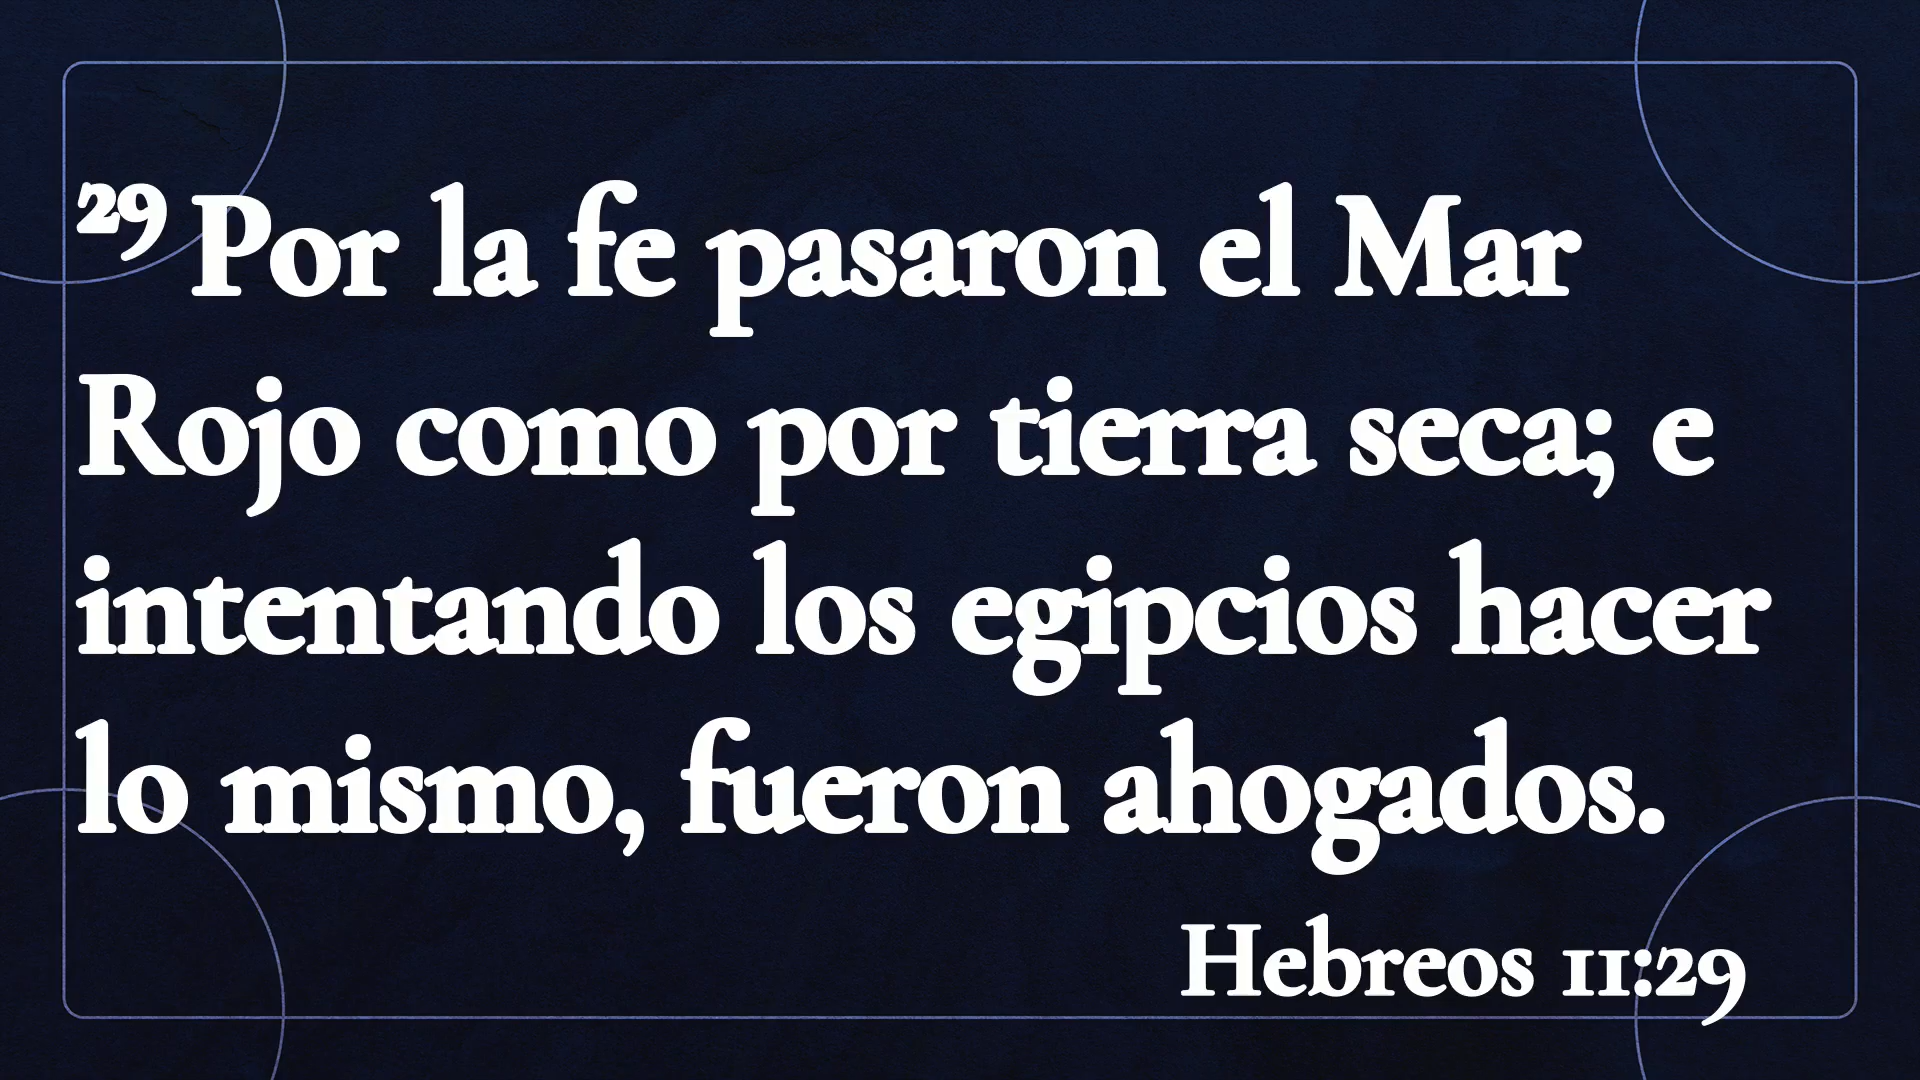 ²⁹ Por la fe pasaron el Mar
Rojo como por tierra seca; e
intentando los egipcios hacer
lo mismo, fueron ahogados.
Hebreos 11:29